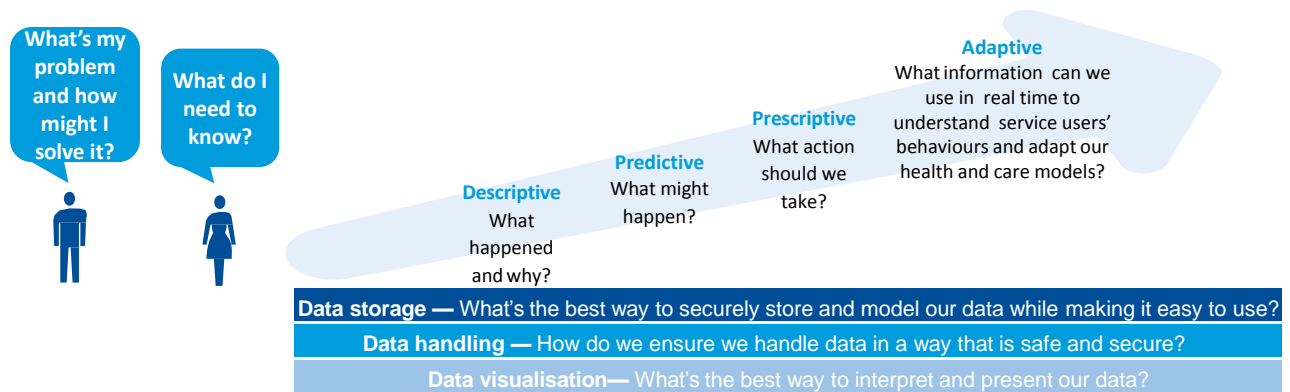 What's my
problem
and how
might I
solve it?
What do I
need to
know?
Descriptive
What
happened
and why?
Predictive
What might
happen?
Prescriptive
What action
should we
take?
Adaptive
What information can we
use in real time to
understand service users'
behaviours and adapt our
health and care models?
Data storage — What's the best way to securely store and model our data while making it easy to use?
Data handling — How do we ensure we handle data in a way that is safe and secure?
Data visualisation— What's the best way to interpret and present our data?